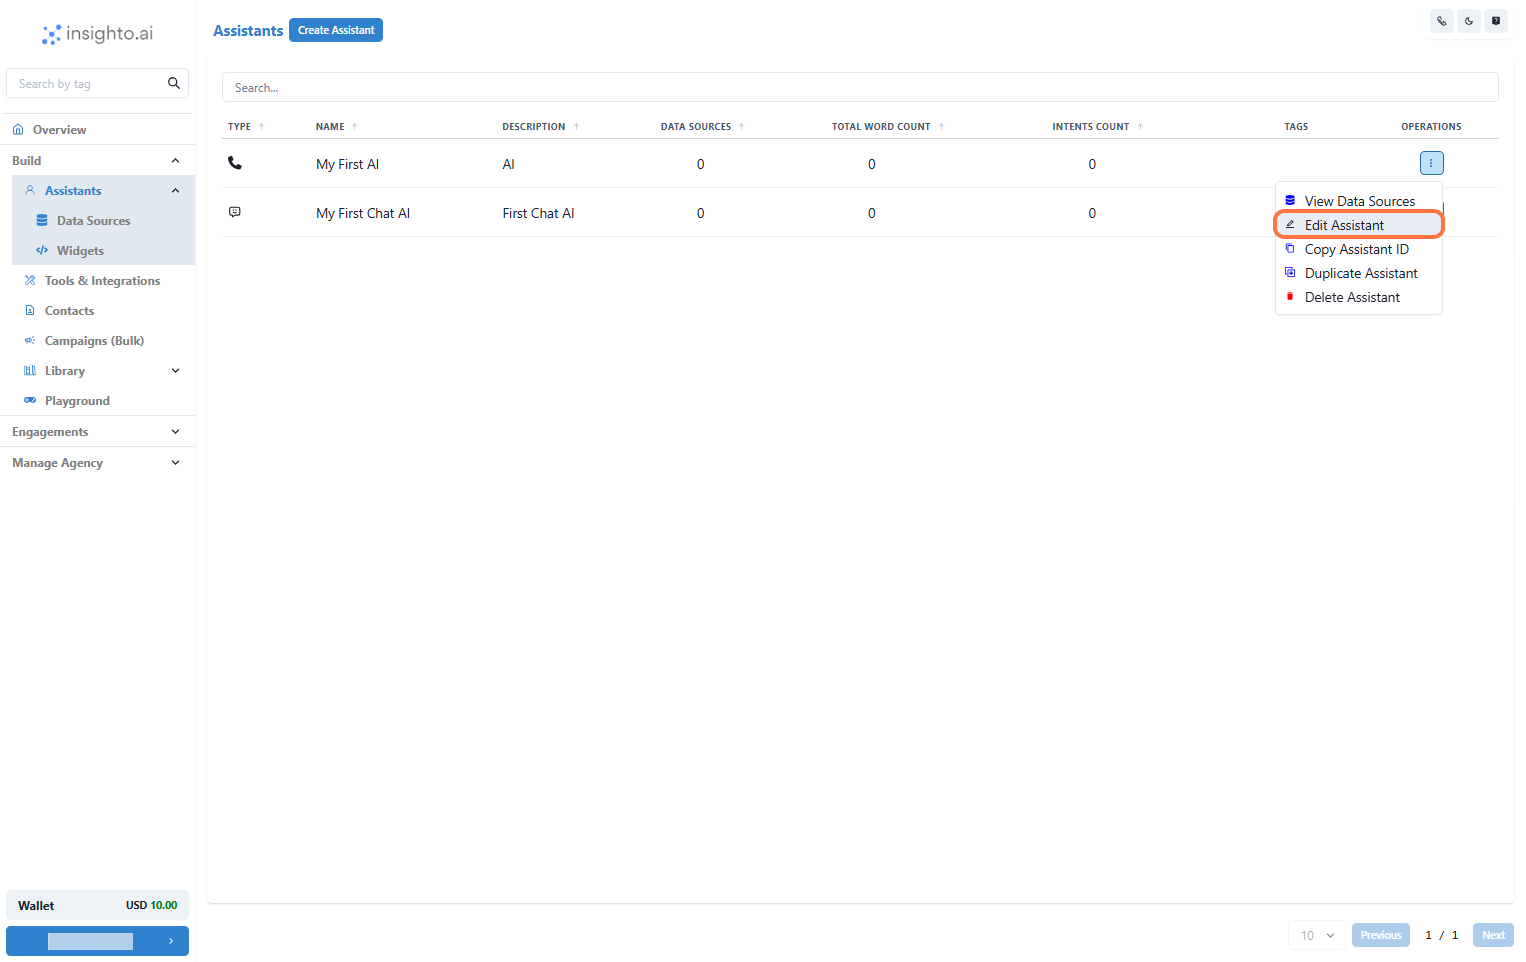 insighto.ai
Assistants
Create Assistant
Search by tag
Search...
Overview
Build
Assistants
Data Sources
Widgets
Tools & Integrations
Contacts
Campaigns (Bulk)
Library
Playground
Engagements
Manage Agency
TYPE NAME DESCRIPTION DATA SOURCES TOTAL WORD COUNT INTENTS COUNT TAGS OPERATIONS
My First AI AI 0 0 0
My First Chat AI First Chat AI 0 0 0
View Data Sources
Edit Assistant
Copy Assistant ID
Duplicate Assistant
Delete Assistant
Wallet USD 10.00
10 Previous 1 / 1 Next